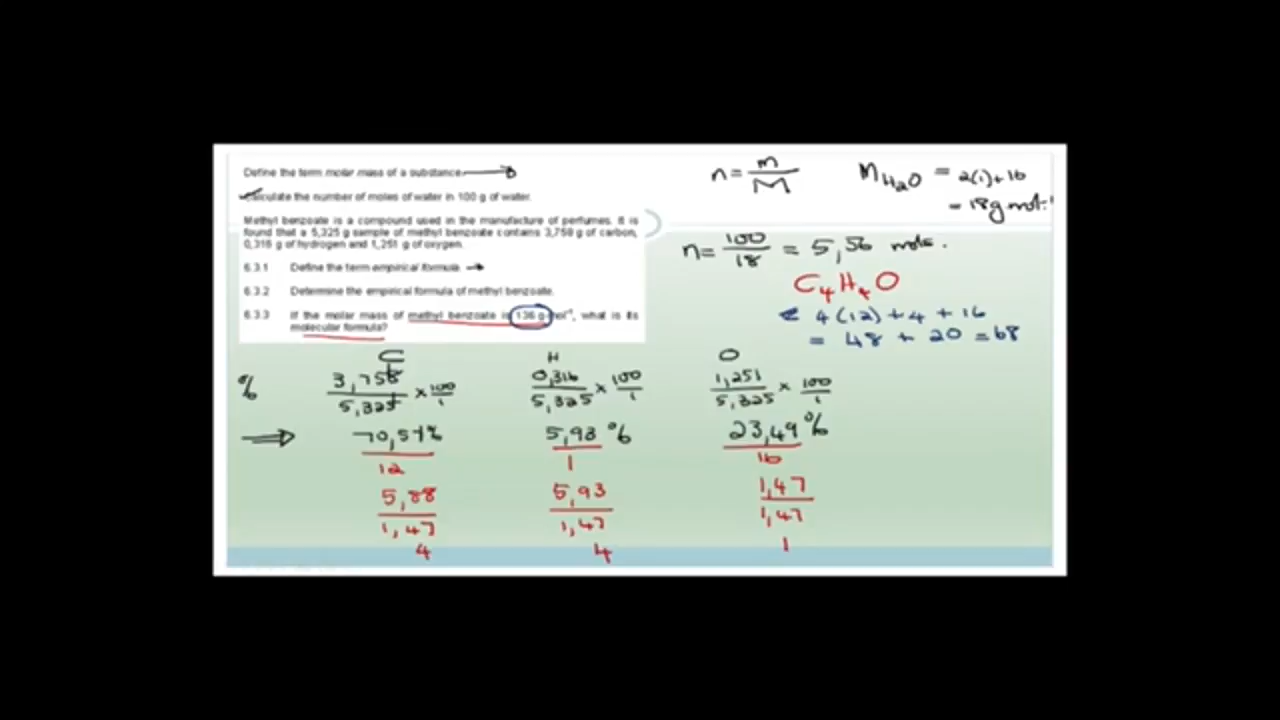 Define the term molar mass of a substance.
Calculate the number of moles of water in 100 g of water.
Methyl benzoate is a compound used in the manufacture of perfumes. It is
found that a 5,325 g sample of methyl benzoate contains 3,758 g of carbon,
0,316 g of hydrogen and 1,251 g of oxygen.
6.3.1 Define the term empirical formula.
6.3.2 Determine the empirical formula of methyl benzoate.
6.3.3 If the molar mass of methyl benzoate is 136 g·mol⁻¹, what is its
molecular formula?
n = m/M
M H₂O = 2(1) + 16
= 18 g mol⁻¹
n = 100/18 = 5,56 mols.
C₄H₄O
4(12) + 4 + 16
= 48 + 20 = 68
C H O
% 3,758/5,325 × 100/1 0,316/5,325 × 100/1 1,251/5,325 × 100/1
⇒ 70,57% 5,93 % 23,49%
12 1 16
5,88 5,93 1,47
1,47 1,47 1,47
4 4 1